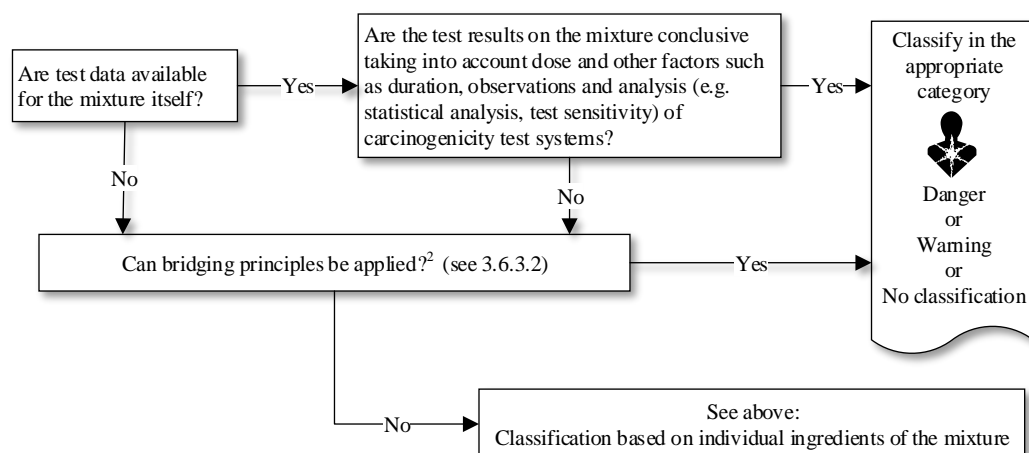 Are test data available
for the mixture itself?
Yes
Are the test results on the mixture conclusive
taking into account dose and other factors such
as duration, observations and analysis (e.g.
statistical analysis, test sensitivity) of
carcinogenicity test systems?
Yes
Classify in the
appropriate
category
Danger
or
Warning
or
No classification
No
No
Can bridging principles be applied?² (see 3.6.3.2)
Yes
No
See above:
Classification based on individual ingredients of the mixture